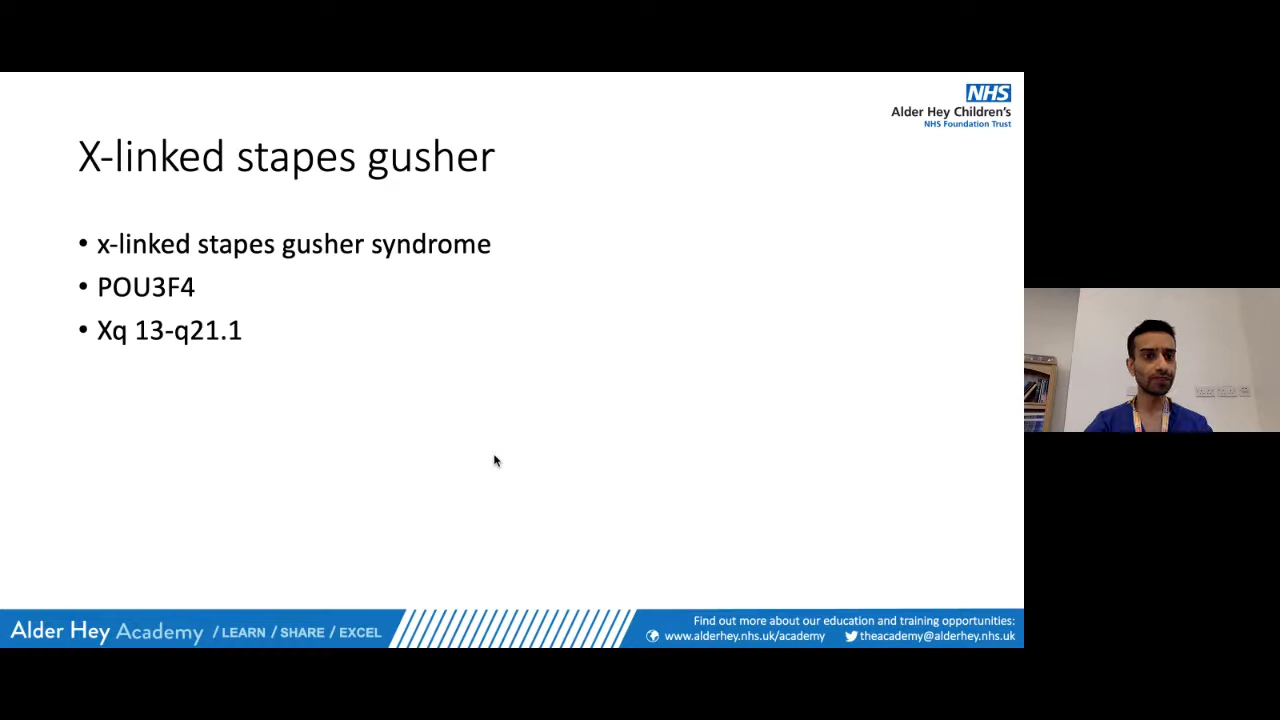 NHS
Alder Hey Children's
NHS Foundation Trust
X-linked stapes gusher
• x-linked stapes gusher syndrome
• POU3F4
• Xq 13-q21.1
Alder Hey Academy / LEARN / SHARE / EXCEL
Find out more about our education and training opportunities:
www.alderhey.nhs.uk/academy theacademy@alderhey.nhs.uk